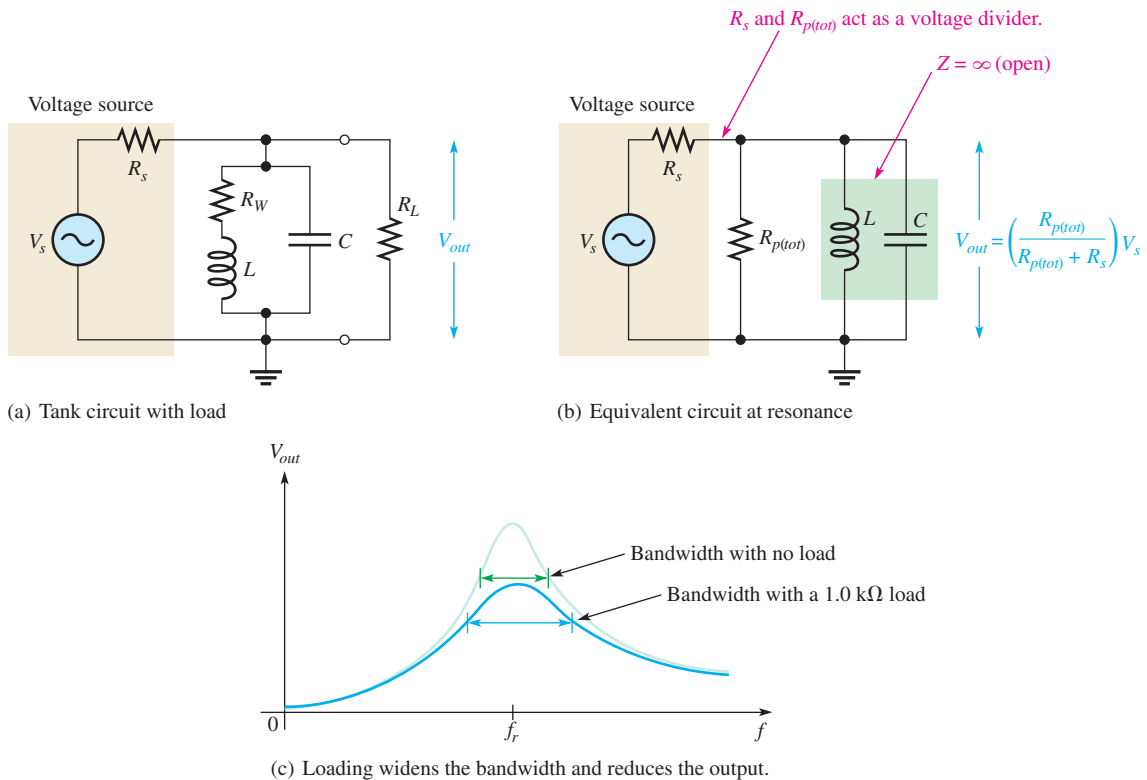 R_s and R_p(tot) act as a voltage divider.
Z = ∞ (open)
Voltage source
R_s
R_W
R_L
V_s
C
V_out
L
(a) Tank circuit with load
Voltage source
R_s
L
C
V_s
R_p(tot)
V_out = (R_p(tot) / (R_p(tot) + R_s)) V_s
(b) Equivalent circuit at resonance
V_out
Bandwidth with no load
Bandwidth with a 1.0 kΩ load
0
f_r
f
(c) Loading widens the bandwidth and reduces the output.